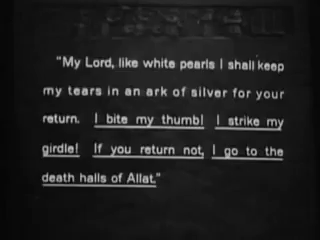 "My Lord, like white pearls I shall keep
my tears in an ark of silver for your
return. I bite my thumb! I strike my
girdle! If you return not, I go to the
death halls of Allat."